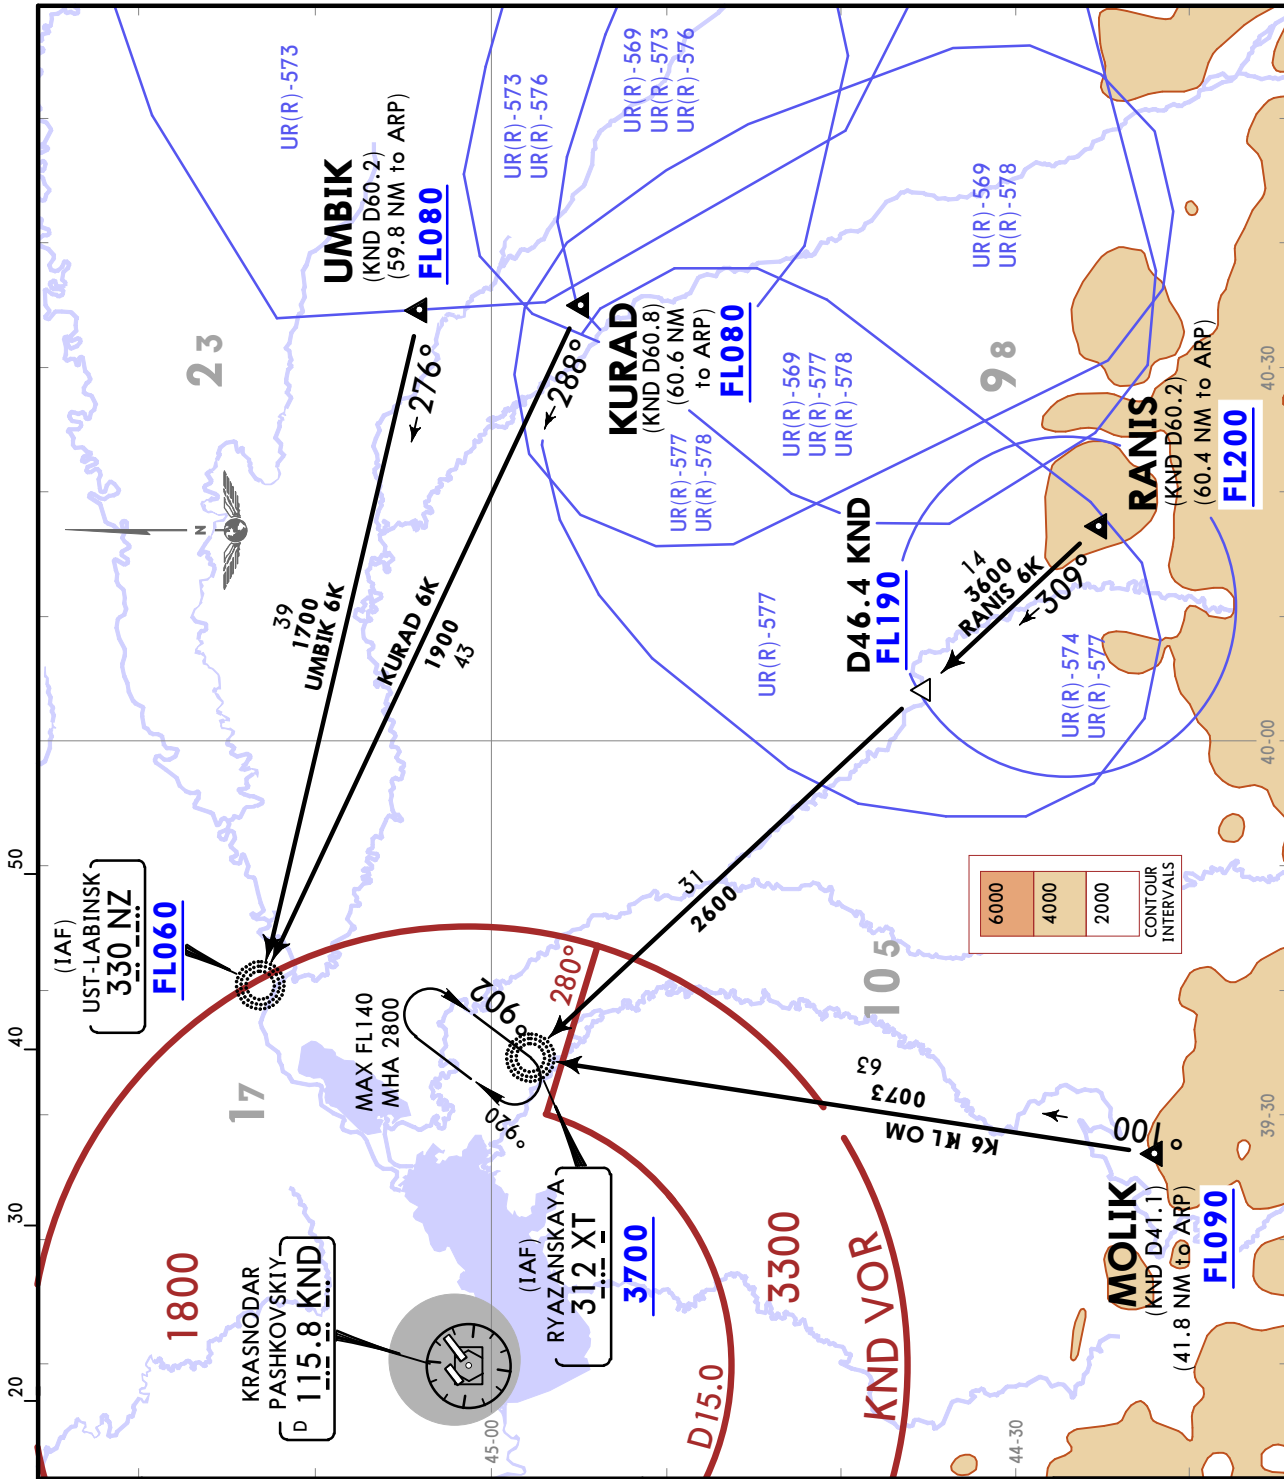 50
40
30
20
UR(R)-573
UMBIK
(KND D60.2)
(59.8 NM to ARP)
FL080
UR(R)-573
UR(R)-576
UR(R)-569
UR(R)-573
UR(R)-576
23
276°
288°
KURAD
(KND D60.8)
(60.6 NM
to ARP)
FL080
UR(R)-569
UR(R)-578
98
40-30
N
39
1700
UMBIK 6K
KURAD 6K
1900
43
UR(R)-577
UR(R)-578
UR(R)-569
UR(R)-577
UR(R)-578
RANIS
(KND D60.2)
(60.4 NM to ARP)
FL200
D46.4 KND
FL190
14
3600
RANIS 6K
309°
UR(R)-577
UR(R)-574
UR(R)-577
40-00
(IAF)
UST-LABINSK
330 NZ
FL060
31
2600
6000
4000
2000
CONTOUR
INTERVALS
105
17
MAX FL140
MHA 2800
206°
026°
280°
63
3700
MOLIK 6K
00
°
39-30
(IAF)
RYAZANSKAYA
312 XT
3700
MOLIK
(KND D41.1)
(41.8 NM to ARP)
FL090
1800
3300
KRASNODAR
PASHKOVSKIY
D 115.8 KND
KND VOR
D15.0
45-00
44-30